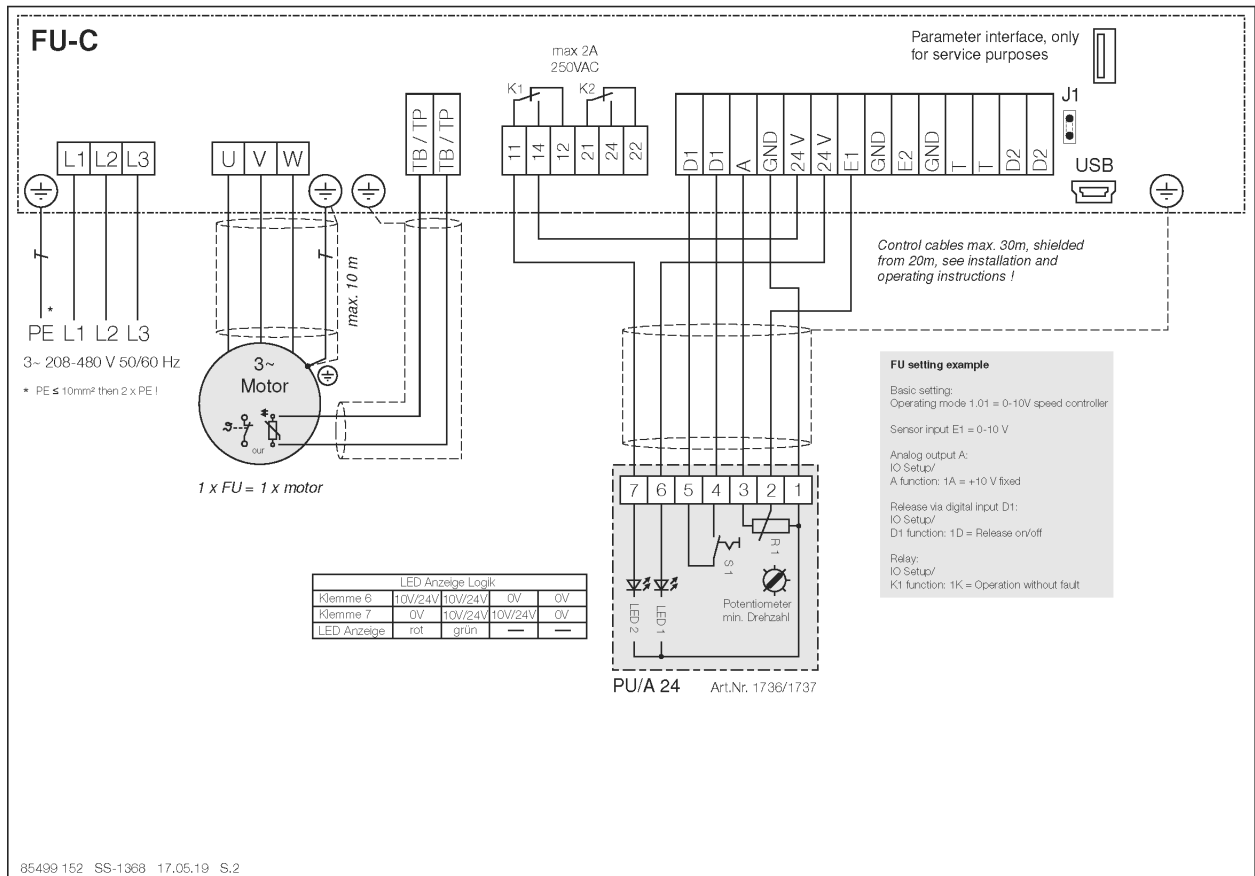 FU-C
max 2A
250VAC
K1
K2
Parameter interface, only
for service purposes
J1
USB
L1 L2 L3
U V W
TB / TP
TB / TP
11 14 12 21 24 22
D1 D1 A GND 24 V 24 V E1 GND E2 GND T T D2 D2
max. 10 m
Control cables max. 30m, shielded
from 20m, see installation and
operating instructions !
*
PE L1 L2 L3
3~ 208-480 V 50/60 Hz
* PE ≤ 10mm² then 2 x PE !
3~
Motor
ϑ
our
1 x FU = 1 x motor
FU setting example
Basic setting:
Operating mode 1.01 = 0-10V speed controller
Sensor input E1 = 0-10 V
Analog output A:
IO Setup/
A function: 1A = +10 V fixed
Release via digital input D1:
IO Setup/
D1 function: 1D = Release on/off
Relay:
IO Setup/
K1 function: 1K = Operation without fault
7 6 5 4 3 2 1
S 1
R 1
LED 2
LED 1
Potentiometer
min. Drehzahl
PU/A 24 Art.Nr. 1736/1737
LED Anzeige Logik
Klemme 6 10V/24V 10V/24V 0V 0V
Klemme 7 0V 10V/24V 10V/24V 0V
LED Anzeige rot grün — —
85499 152 SS-1368 17.05.19 S.2